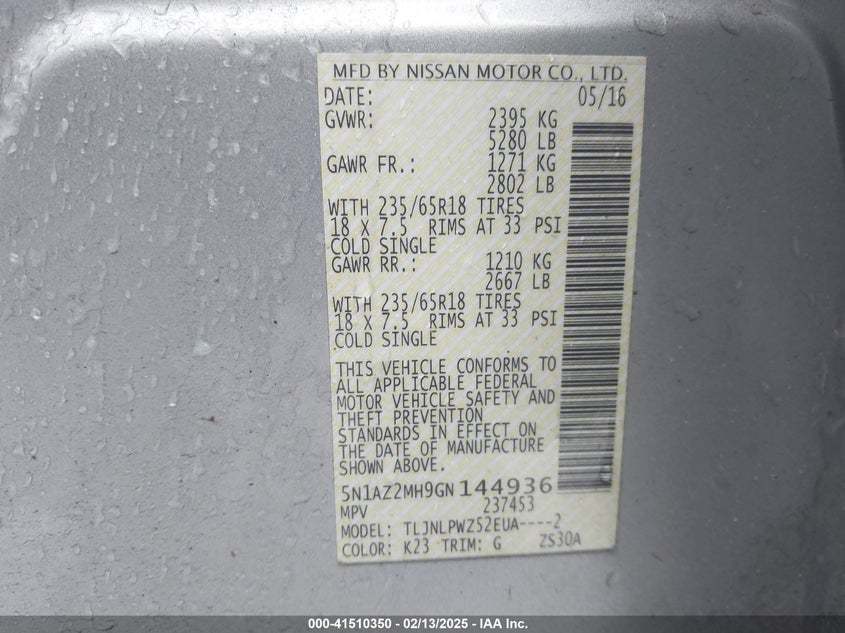 MFD BY NISSAN MOTOR CO., LTD.
DATE: 05/16
GVWR: 2395 KG
5280 LB
GAWR FR.: 1271 KG
2802 LB
WITH 235/65R18 TIRES
18 X 7.5 RIMS AT 33 PSI
COLD SINGLE
GAWR RR.: 1210 KG
2667 LB
WITH 235/65R18 TIRES
18 X 7.5 RIMS AT 33 PSI
COLD SINGLE
THIS VEHICLE CONFORMS TO
ALL APPLICABLE FEDERAL
MOTOR VEHICLE SAFETY AND
THEFT PREVENTION
STANDARDS IN EFFECT ON
THE DATE OF MANUFACTURE
SHOWN ABOVE.
5N1AZ2MH9GN144936
MPV 237453
MODEL: TLJNLPWZ52EUA----2
COLOR: K23 TRIM: G ZS30A
000-41510350 - 02/13/2025 - IAA Inc.